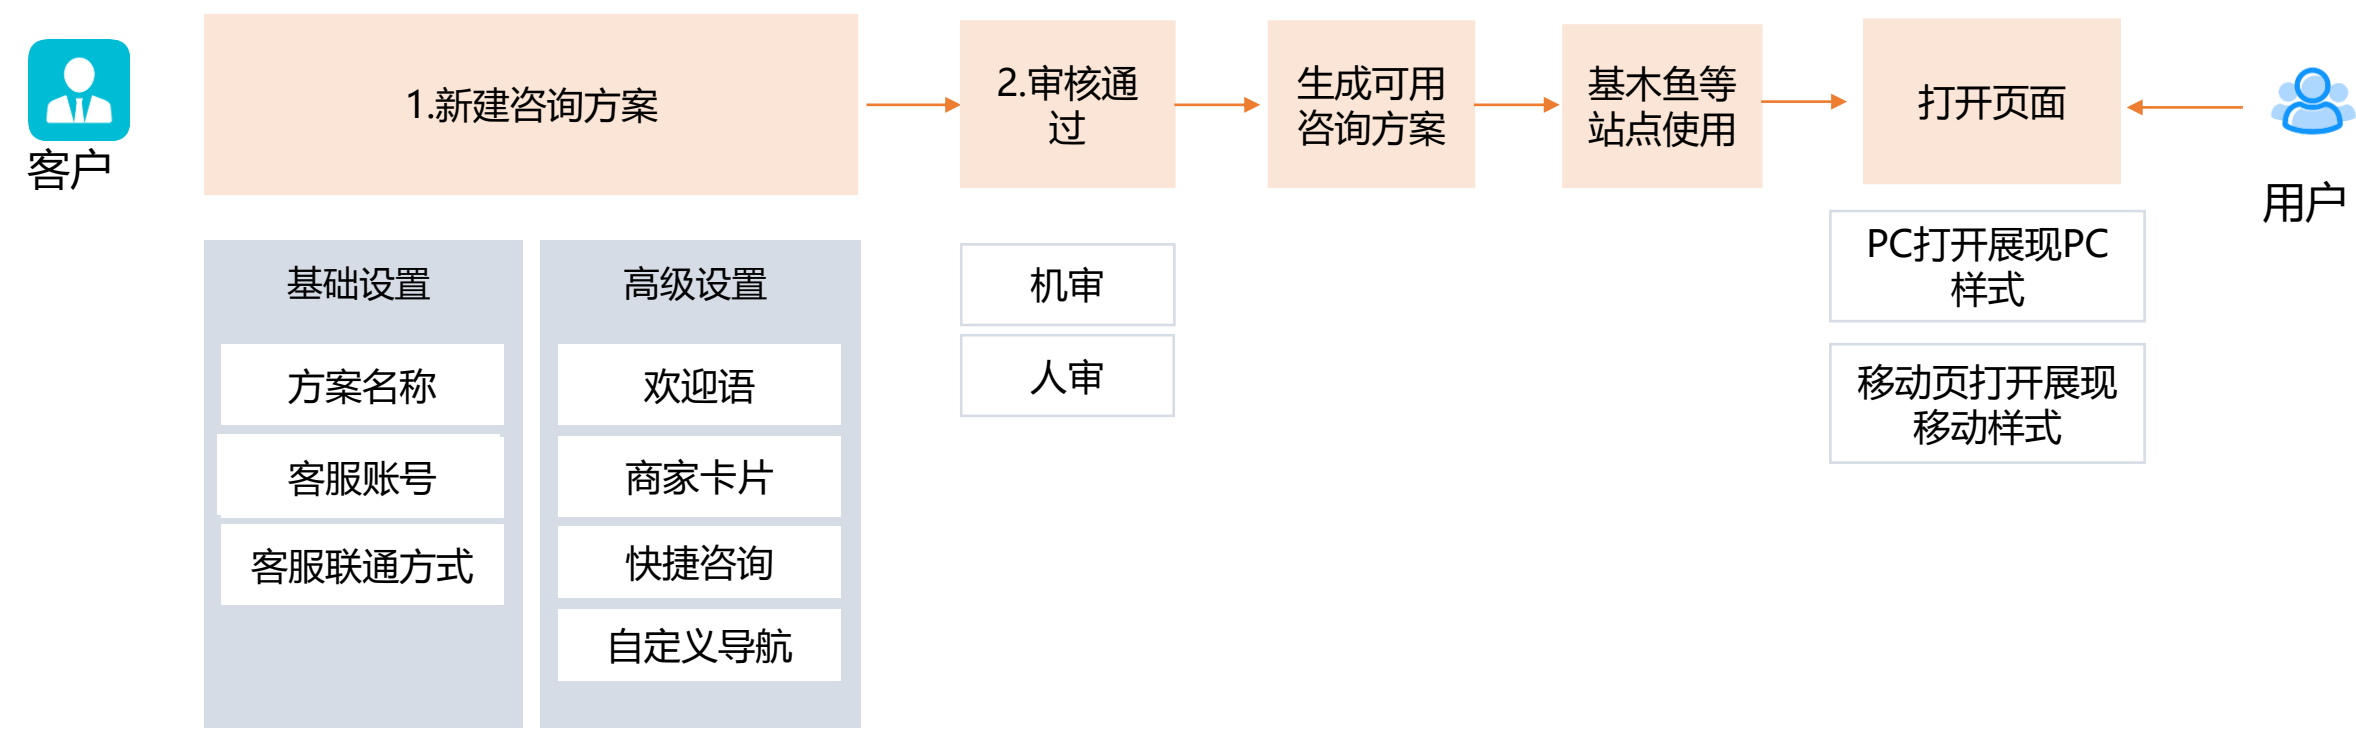 客户
1.新建咨询方案
2.审核通
过
生成可用
咨询方案
基木鱼等
站点使用
打开页面
用户
基础设置
方案名称
客服账号
客服联通方式
高级设置
欢迎语
商家卡片
快捷咨询
自定义导航
机审
人审
PC打开展现PC
样式
移动页打开展现
移动样式